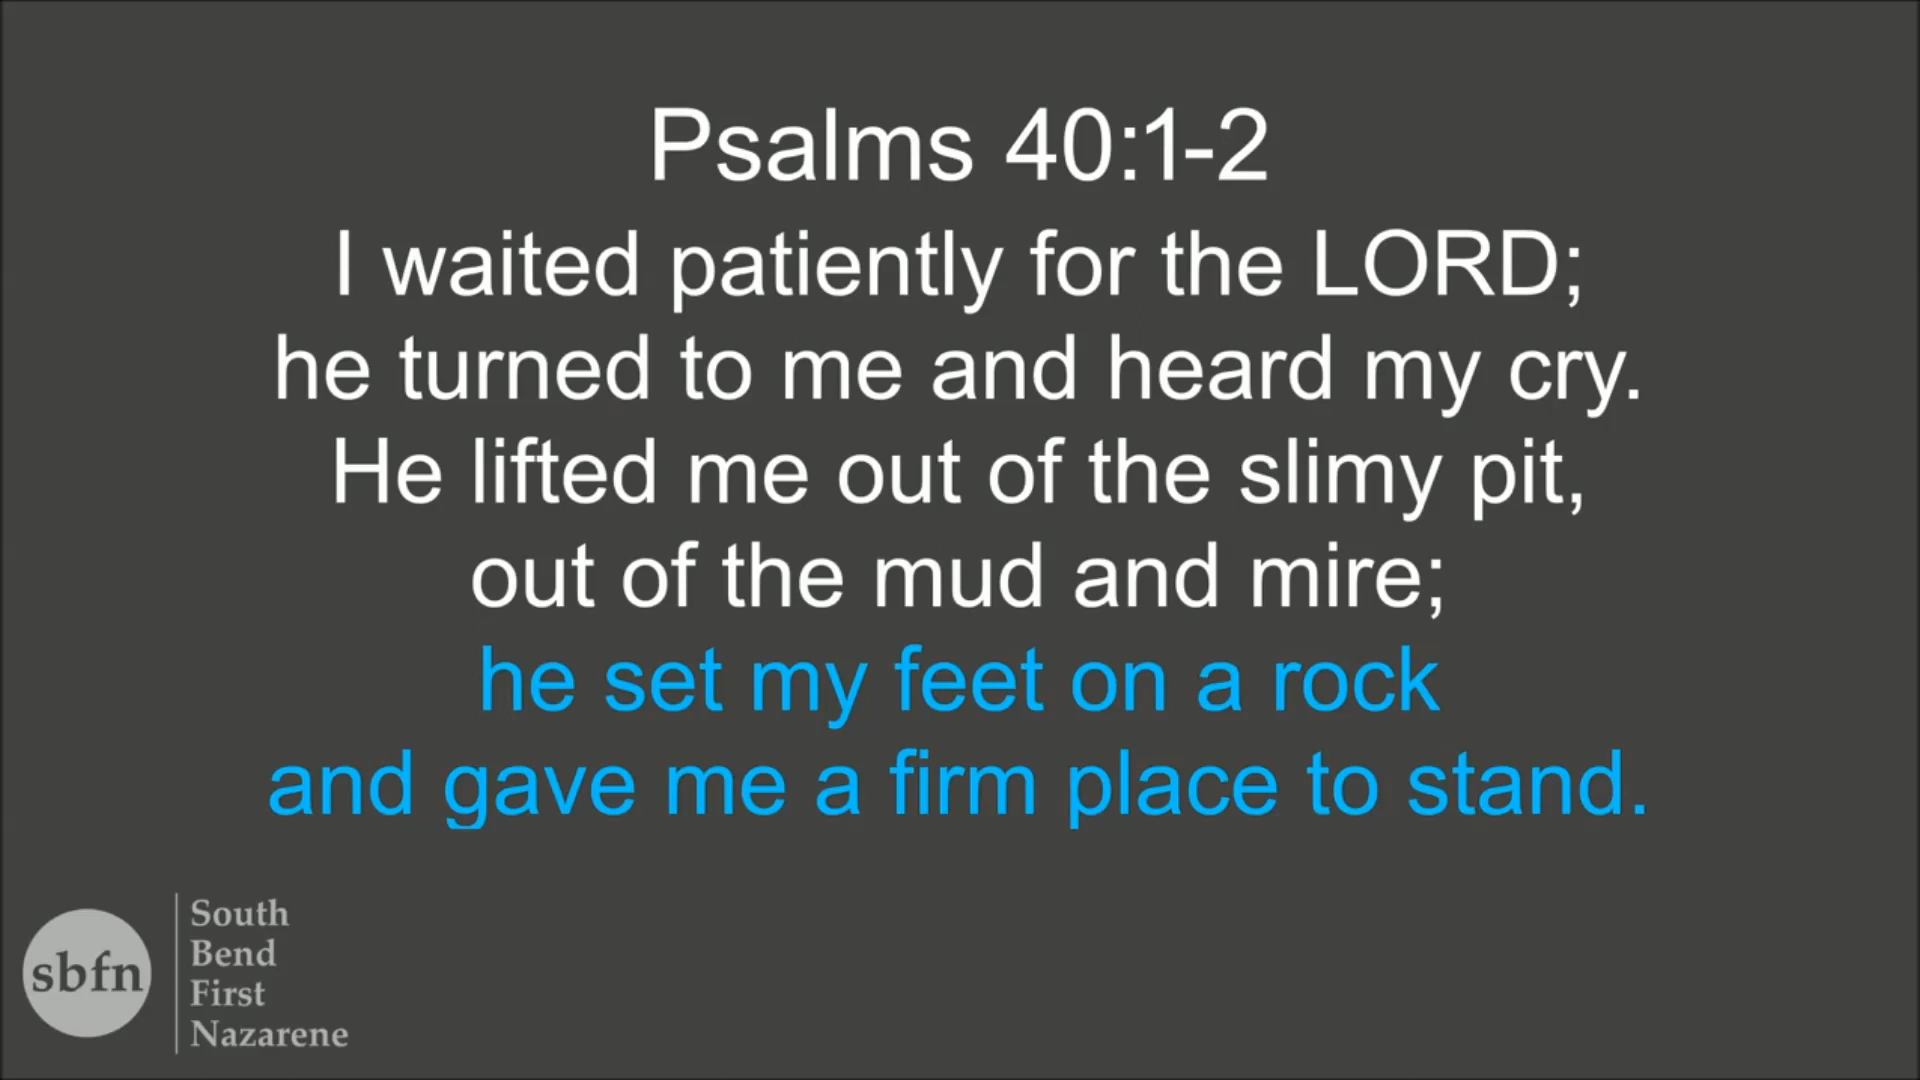 Psalms 40:1-2
I waited patiently for the LORD;
he turned to me and heard my cry.
He lifted me out of the slimy pit,
out of the mud and mire;
he set my feet on a rock
and gave me a firm place to stand.
sbfn
South
Bend
First
Nazarene